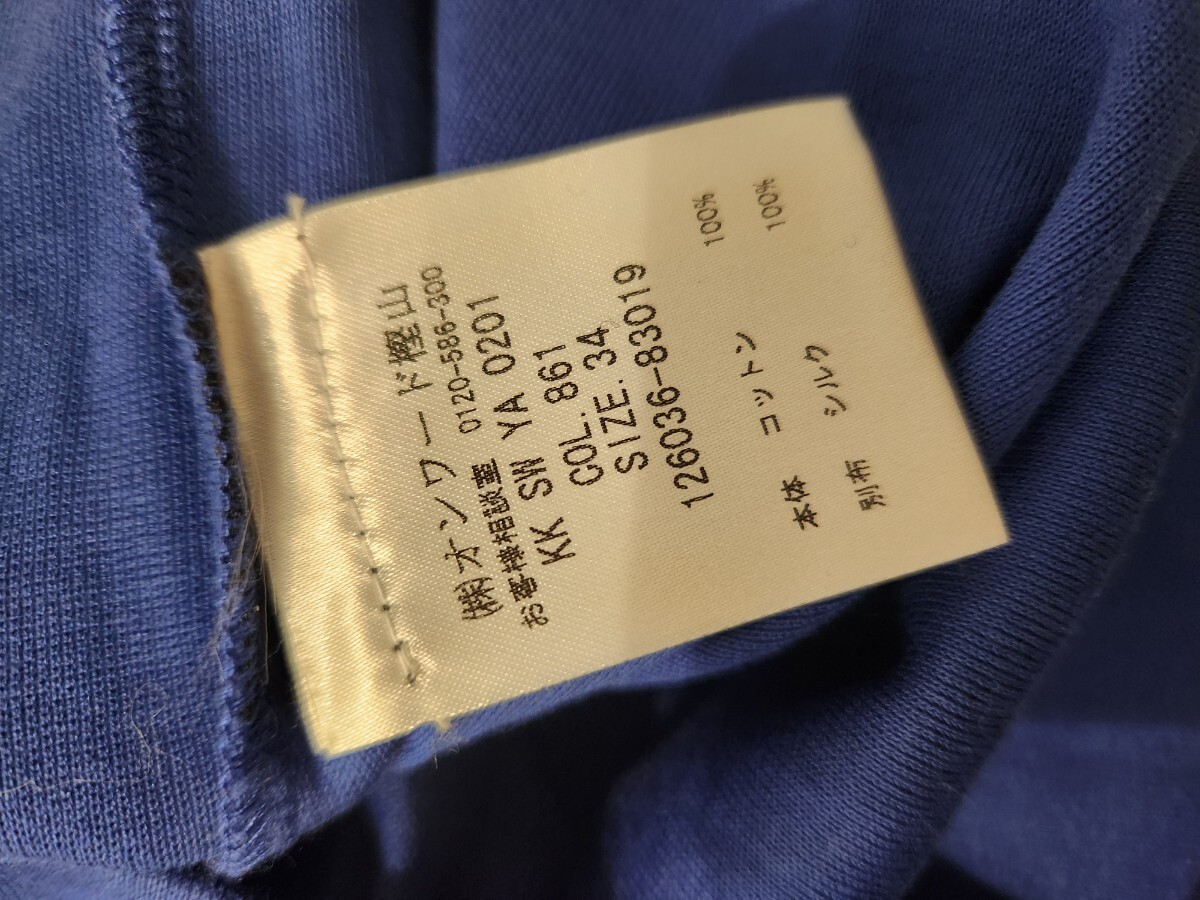 ㈱オンワード樫山
お客様相談室 0120-586-300
KK SW YA 0201
COL. 861
SIZE. 34
126036-83019
本体 コットン 100%
別布 シルク 100%